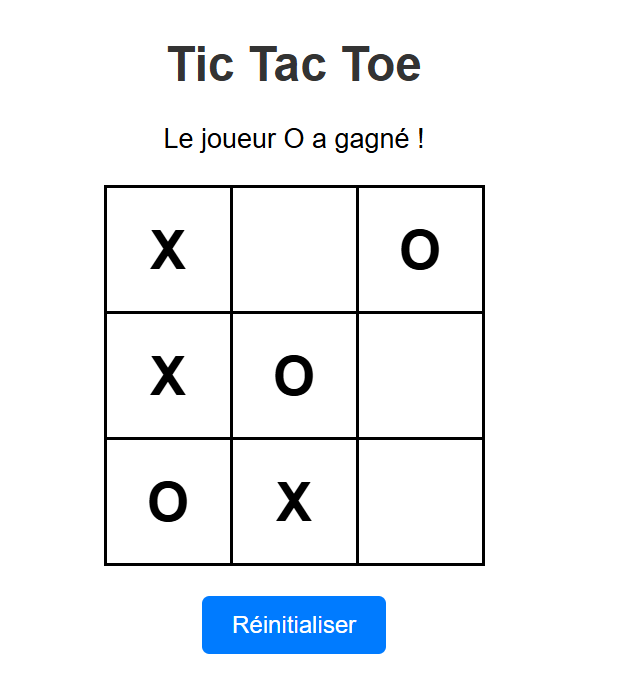 Tic Tac Toe
Le joueur O a gagné !
X O
X O
O X
Réinitialiser